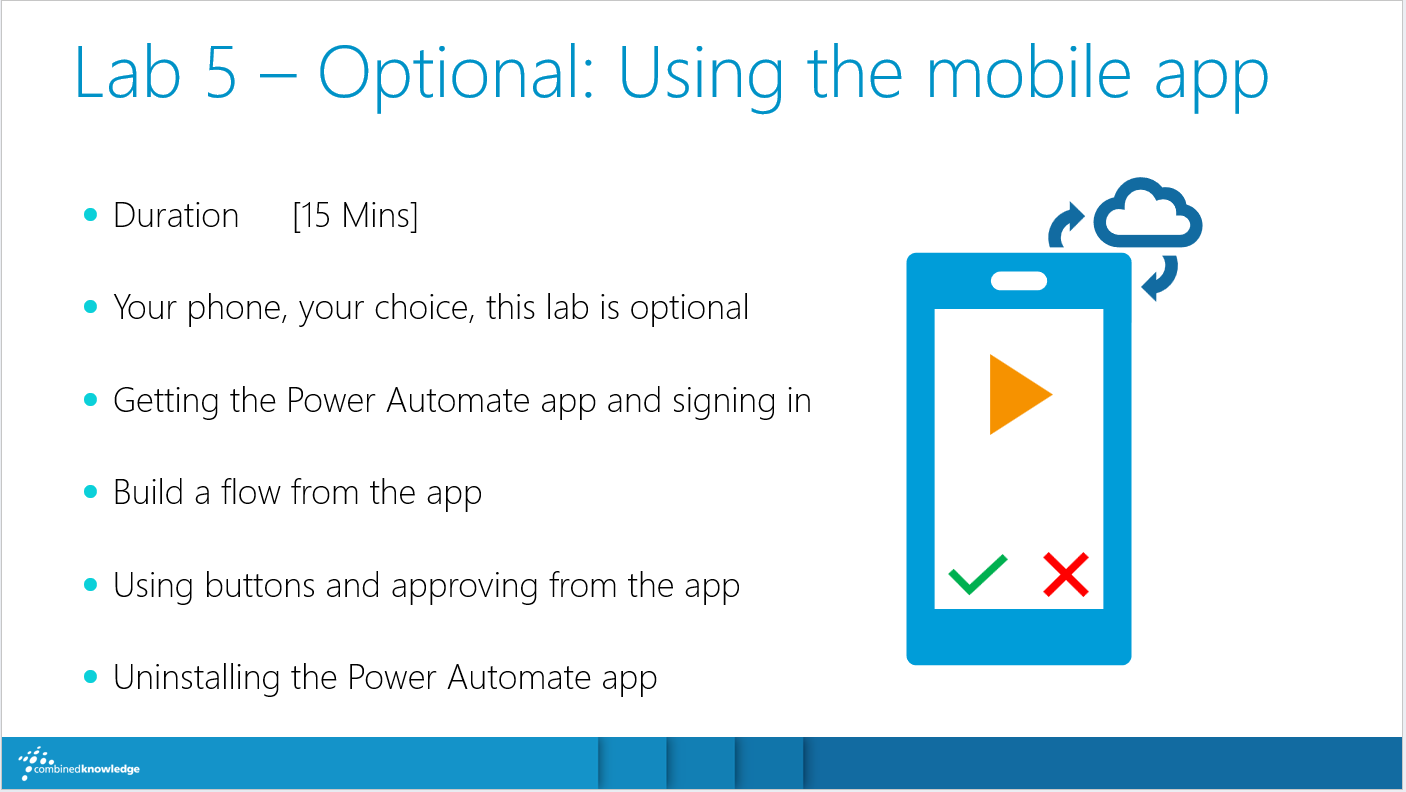 Lab 5 – Optional: Using the mobile app
Duration [15 Mins]
Your phone, your choice, this lab is optional
Getting the Power Automate app and signing in
Build a flow from the app
Using buttons and approving from the app
Uninstalling the Power Automate app
combinedknowledge